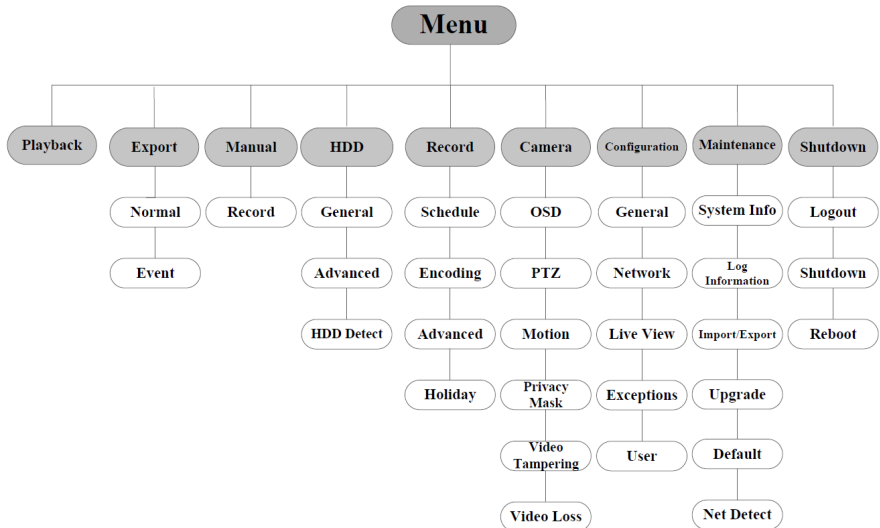 Menu
Playback
Export
Manual
HDD
Record
Camera
Configuration
Maintenance
Shutdown
Normal
Record
General
Schedule
OSD
General
System Info
Logout
Event
Advanced
Encoding
PTZ
Network
Log
Information
Shutdown
HDD Detect
Advanced
Motion
Live View
Import/Export
Reboot
Holiday
Privacy
Mask
Exceptions
Upgrade
Video
Tampering
User
Default
Video Loss
Net Detect